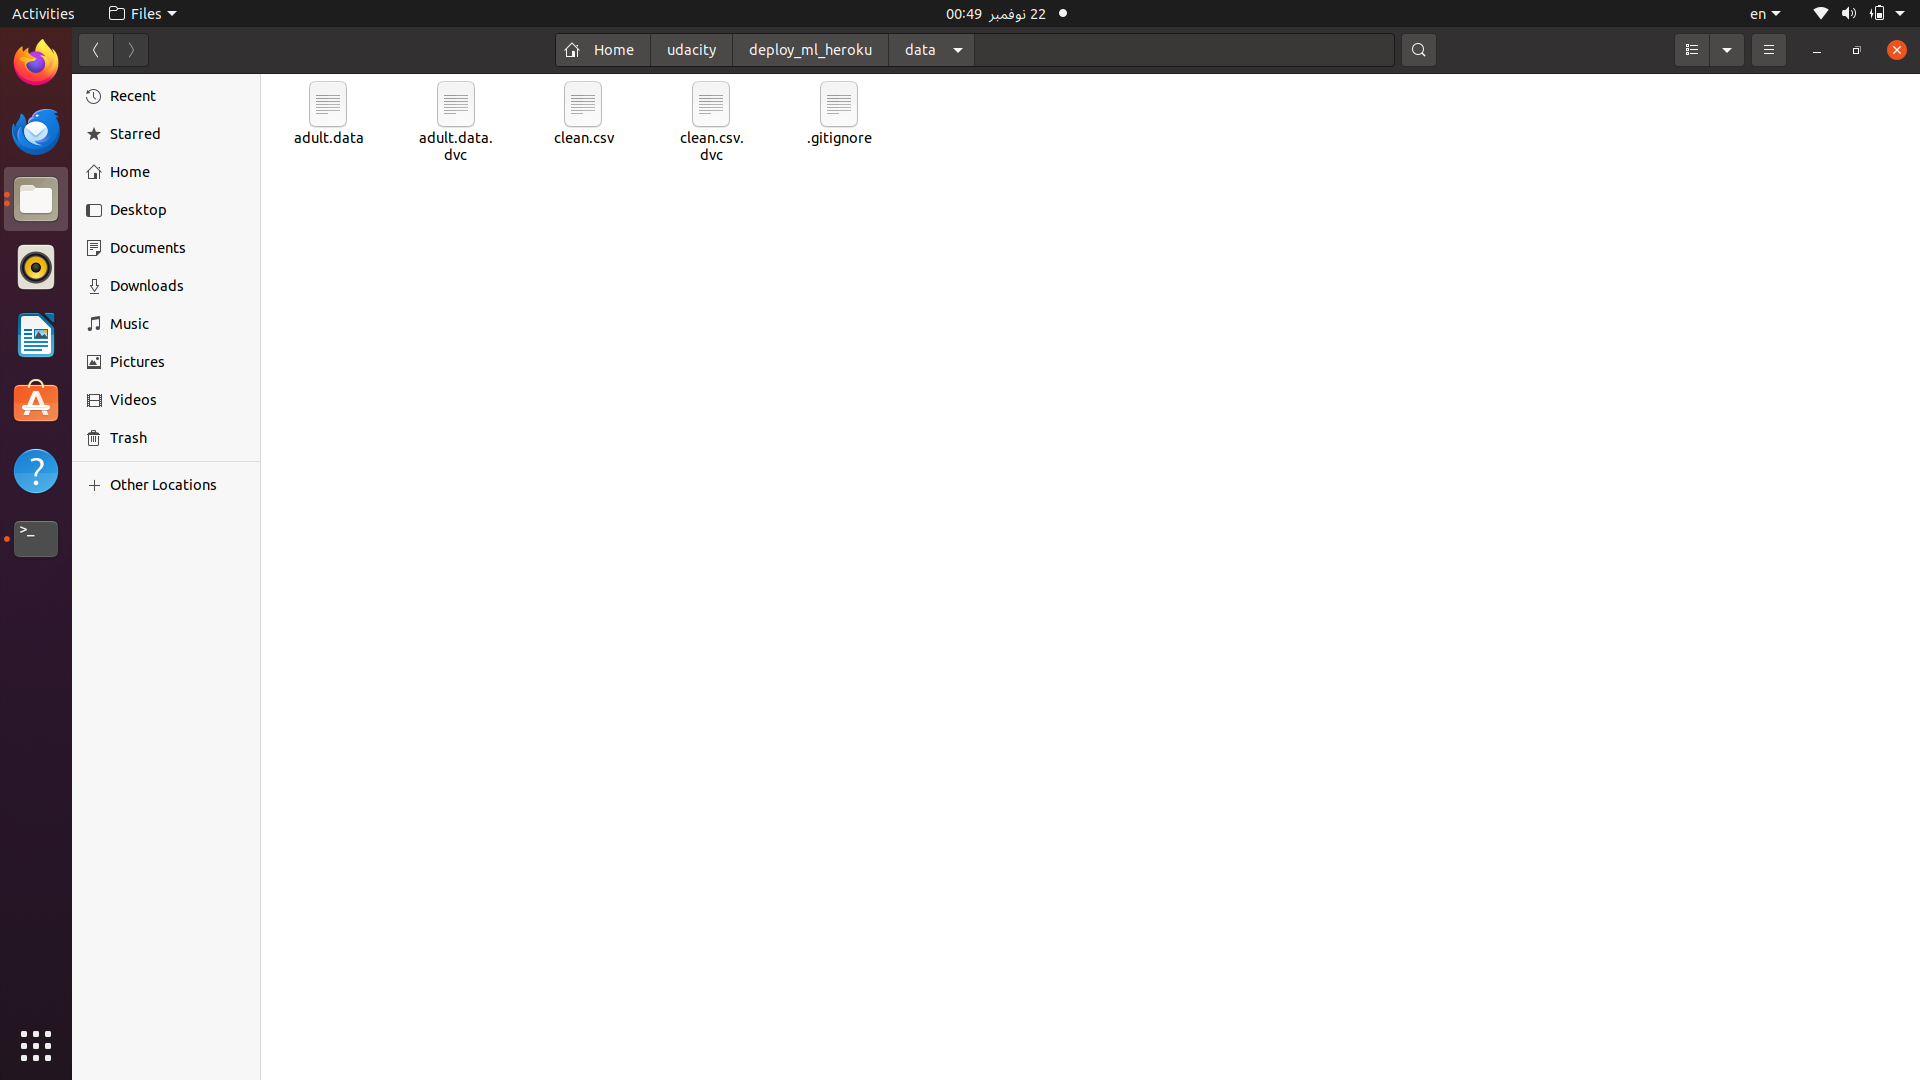 Activities
Files
22 نوفمبر 00:49
en
Home
udacity
deploy_ml_heroku
data
Recent
Starred
Home
Desktop
Documents
Downloads
Music
Pictures
Videos
Trash
Other Locations
adult.data
adult.data.
dvc
clean.csv
clean.csv.
dvc
.gitignore